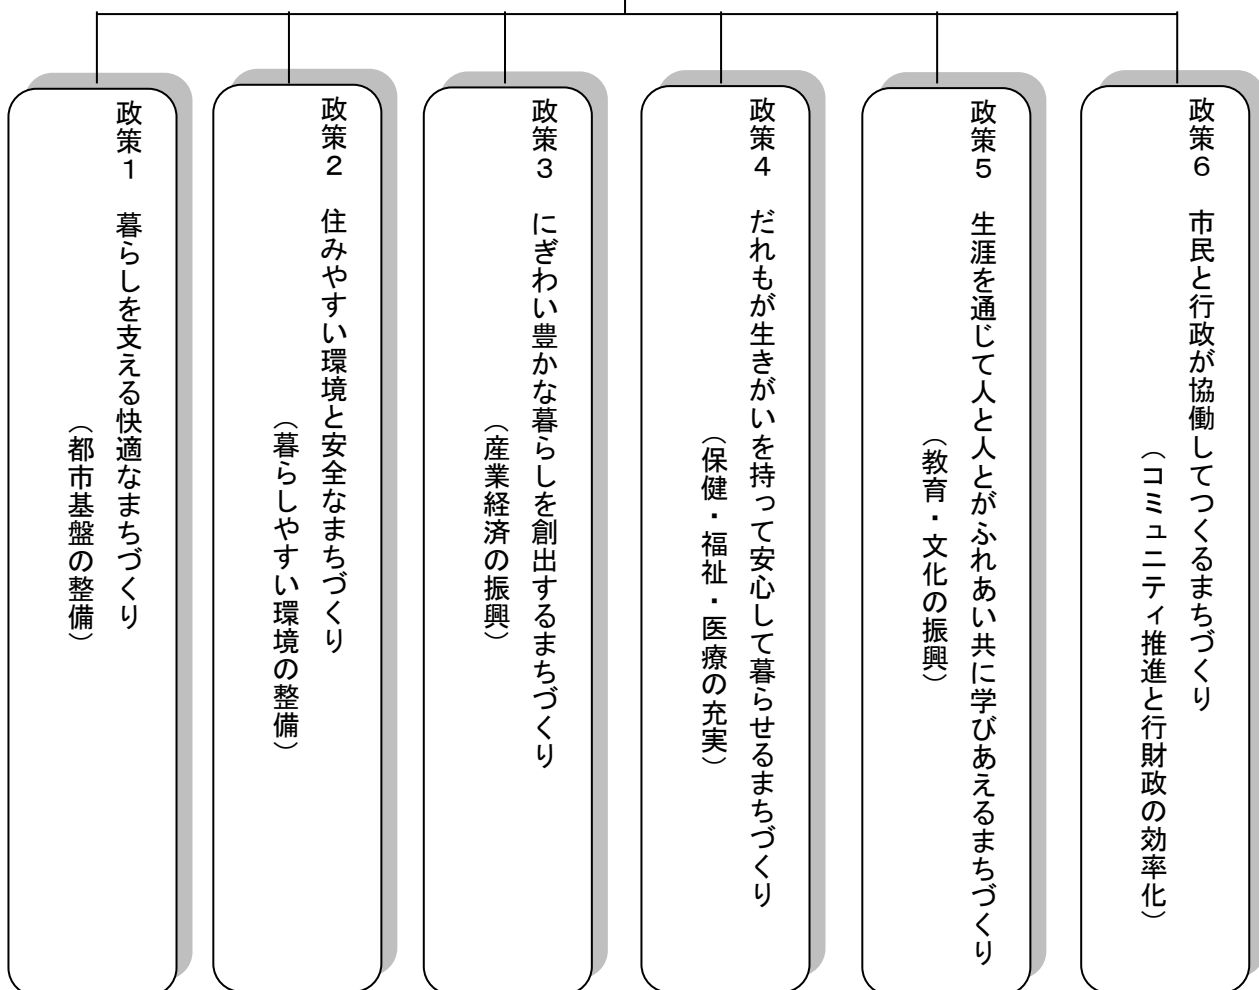 政策1　暮らしを支える快適なまちづくり
（都市基盤の整備）
政策2　住みやすい環境と安全なまちづくり
（暮らしやすい環境の整備）
政策3　にぎわい豊かな暮らしを創出するまちづくり
（産業経済の振興）
政策4　だれもが生きがいを持って安心して暮らせるまちづくり
（保健・福祉・医療の充実）
政策5　生涯を通じて人と人とがふれあい共に学びあえるまちづくり
（教育・文化の振興）
政策6　市民と行政が協働してつくるまちづくり
（コミュニティ推進と行財政の効率化）